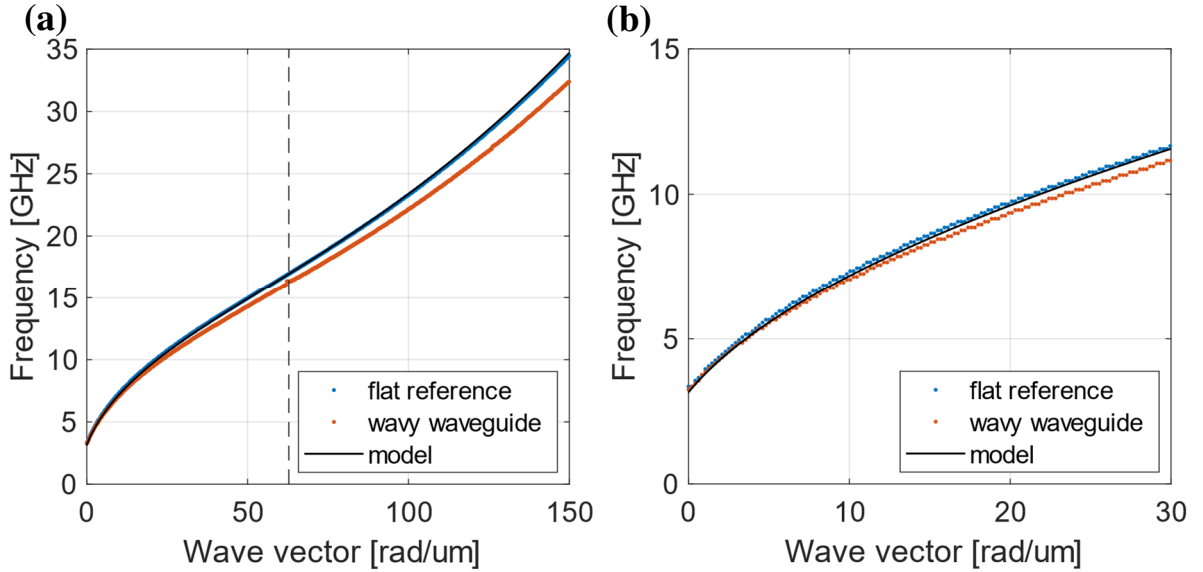 (a)
35
30
25
20
15
10
5
0
Frequency [GHz]
flat reference
wavy waveguide
model
0 50 100 150
Wave vector [rad/um]
(b)
15
10
5
0
Frequency [GHz]
flat reference
wavy waveguide
model
0 10 20 30
Wave vector [rad/um]